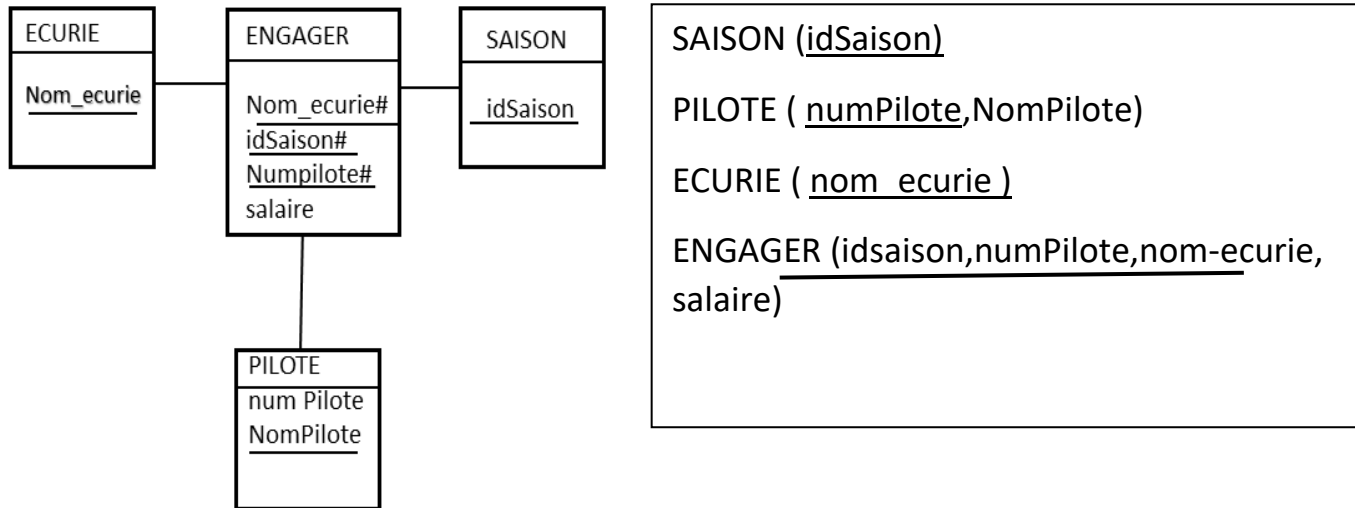 ECURIE
Nom_ecurie
ENGAGER
Nom_ecurie#
idSaison#
Numpilote#
salaire
SAISON
idSaison
PILOTE
num Pilote
NomPilote
SAISON (idSaison)
PILOTE ( numPilote,NomPilote)
ECURIE ( nom_ecurie )
ENGAGER (idsaison,numPilote,nom-ecurie,
salaire)